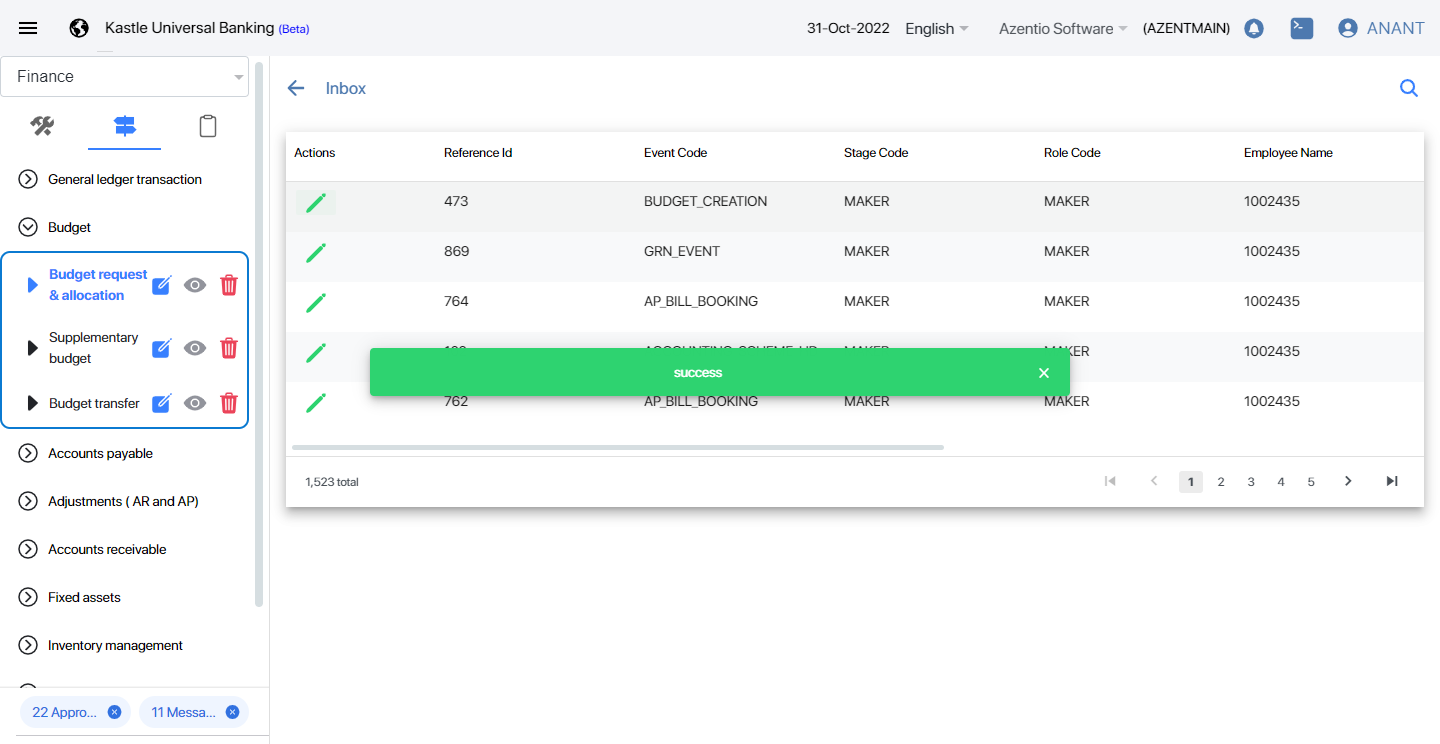 Kastle Universal Banking (Beta)
31-Oct-2022
English
Azentio Software
(AZENTMAIN)
ANANT
Finance
General ledger transaction
Budget
Budget request
& allocation
Supplementary
budget
Budget transfer
Accounts payable
Adjustments ( AR and AP)
Accounts receivable
Fixed assets
Inventory management
22 Appro...
11 Messa...
Inbox
Actions Reference Id Event Code Stage Code Role Code Employee Name
473 BUDGET_CREATION MAKER MAKER 1002435
869 GRN_EVENT MAKER MAKER 1002435
764 AP_BILL_BOOKING MAKER MAKER 1002435
MAKER 1002435
success
762 AP_BILL_BOOKING MAKER MAKER 1002435
1,523 total
1 2 3 4 5